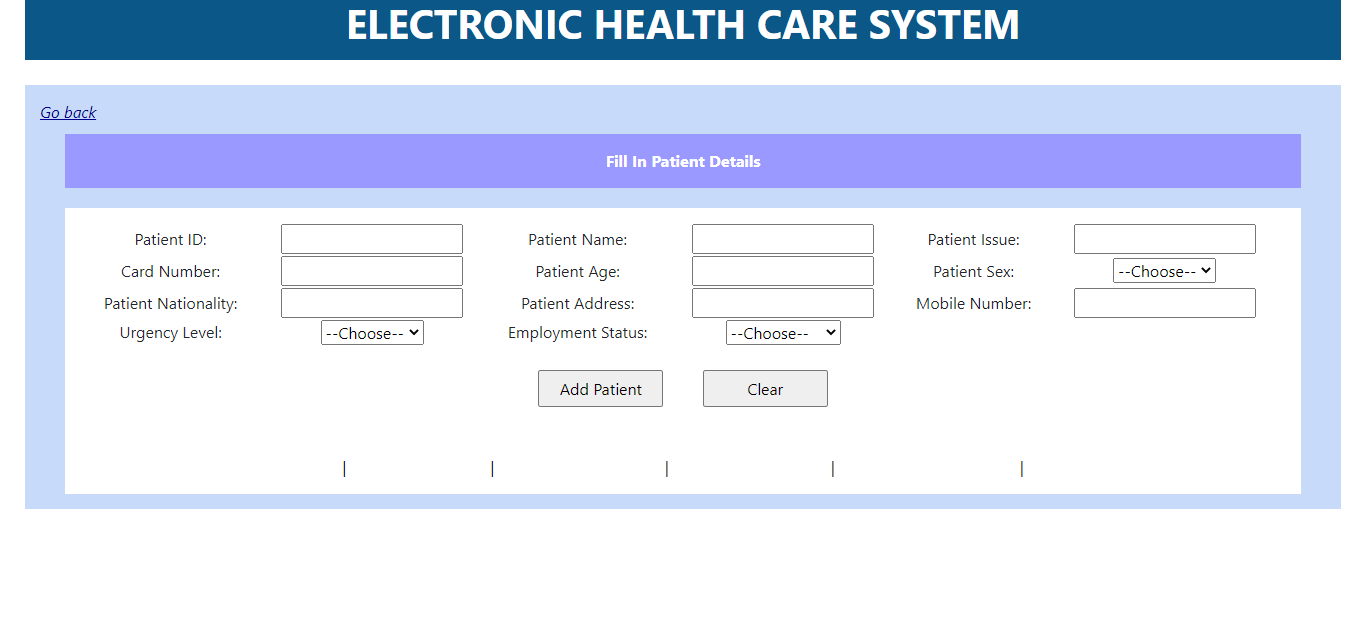 ELECTRONIC HEALTH CARE SYSTEM
Go back
Fill In Patient Details
Patient ID: Patient Name: Patient Issue:
Card Number: Patient Age: Patient Sex: --Choose--
Patient Nationality: Patient Address: Mobile Number:
Urgency Level: --Choose-- Employment Status: --Choose--
Add Patient Clear
| | | | |